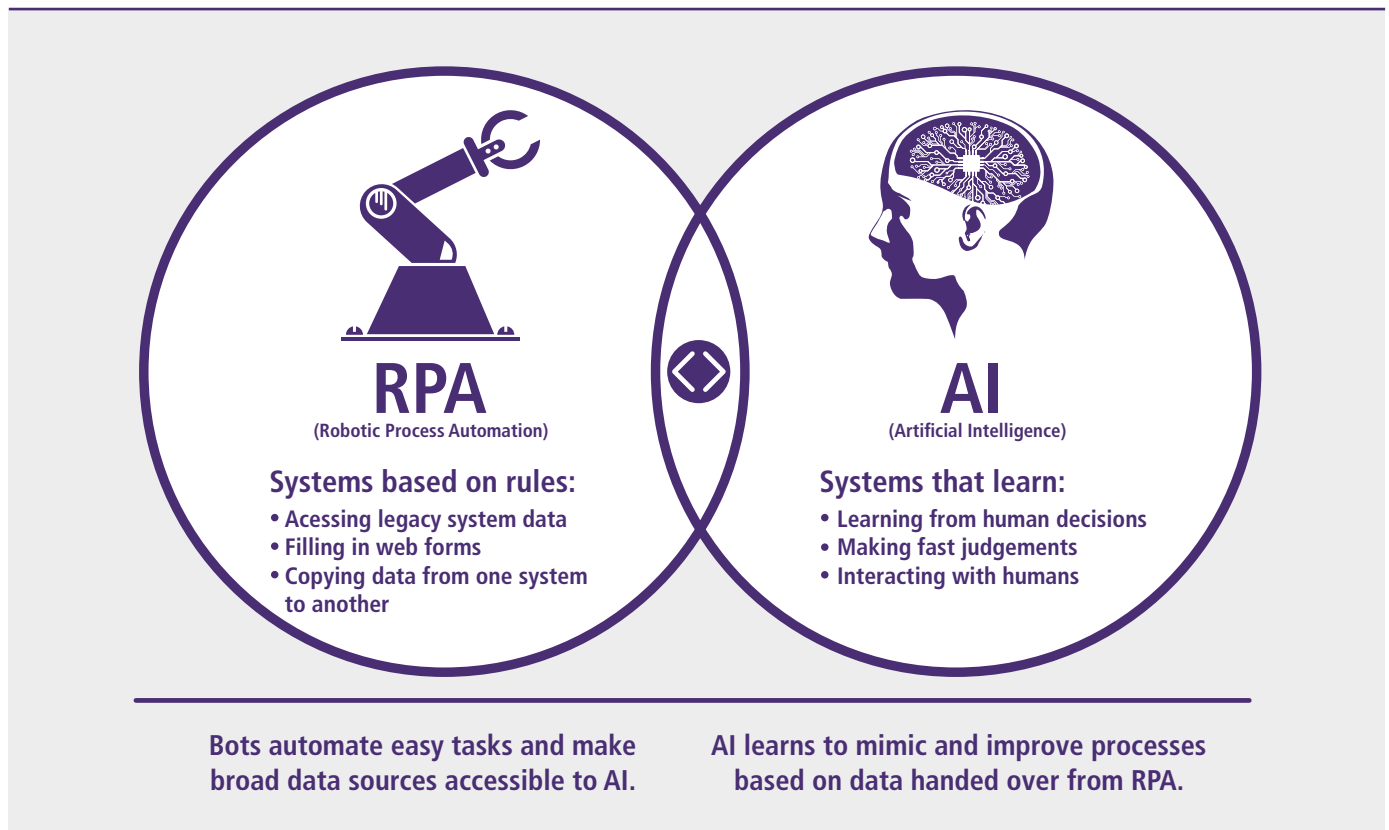 RPA
(Robotic Process Automation)
Systems based on rules:
• Acessing legacy system data
• Filling in web forms
• Copying data from one system
to another
AI
(Artificial Intelligence)
Systems that learn:
• Learning from human decisions
• Making fast judgements
• Interacting with humans
Bots automate easy tasks and make
broad data sources accessible to AI.
AI learns to mimic and improve processes
based on data handed over from RPA.